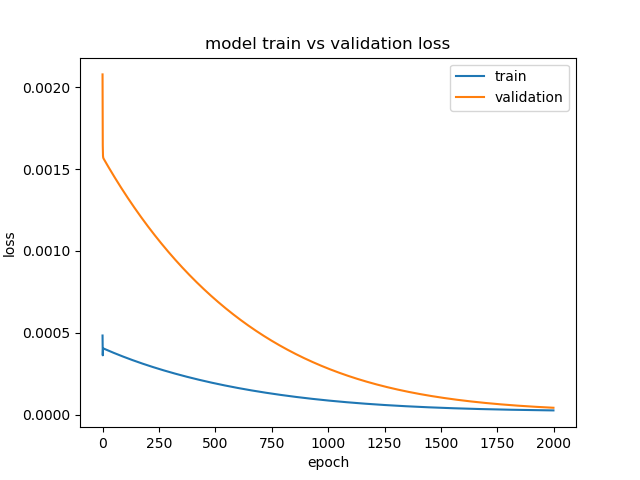 model train vs validation loss
train
validation
0.0020
0.0015
0.0010
0.0005
0.0000
loss
0 250 500 750 1000 1250 1500 1750 2000
epoch